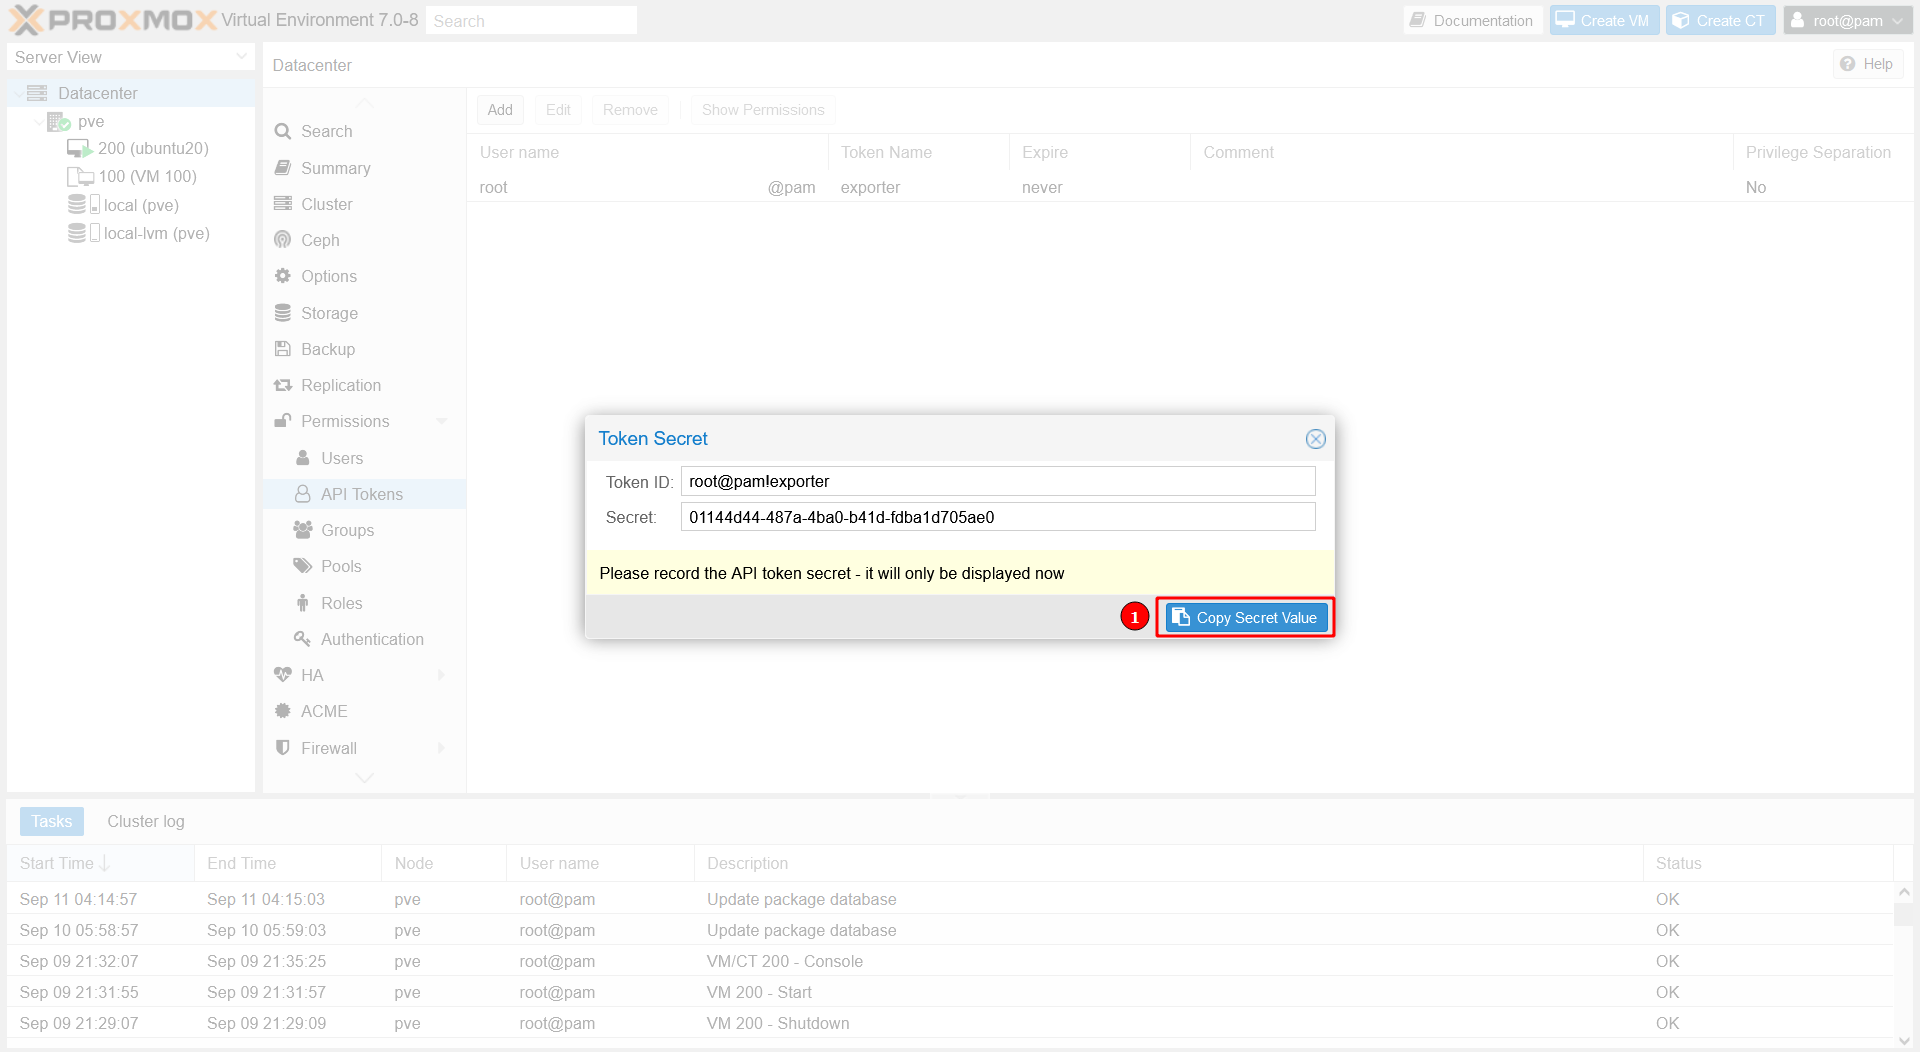 PROXMOX Virtual Environment 7.0-8 Search Documentation Create VM Create CT root@pam
Server View
Datacenter
pve
200 (ubuntu20)
100 (VM 100)
local (pve)
local-lvm (pve)
Datacenter Help
Search
Summary
Cluster
Ceph
Options
Storage
Backup
Replication
Permissions
Users
API Tokens
Groups
Pools
Roles
Authentication
HA
ACME
Firewall
Add Edit Remove Show Permissions
User name Token Name Expire Comment Privilege Separation
root @pam exporter never No
Token Secret
Token ID: root@pam!exporter
Secret: 01144d44-487a-4ba0-b41d-fdba1d705ae0
Please record the API token secret - it will only be displayed now
1 Copy Secret Value
Tasks Cluster log
Start Time End Time Node User name Description Status
Sep 11 04:14:57 Sep 11 04:15:03 pve root@pam Update package database OK
Sep 10 05:58:57 Sep 10 05:59:03 pve root@pam Update package database OK
Sep 09 21:32:07 Sep 09 21:35:25 pve root@pam VM/CT 200 - Console OK
Sep 09 21:31:55 Sep 09 21:31:57 pve root@pam VM 200 - Start OK
Sep 09 21:29:07 Sep 09 21:29:09 pve root@pam VM 200 - Shutdown OK